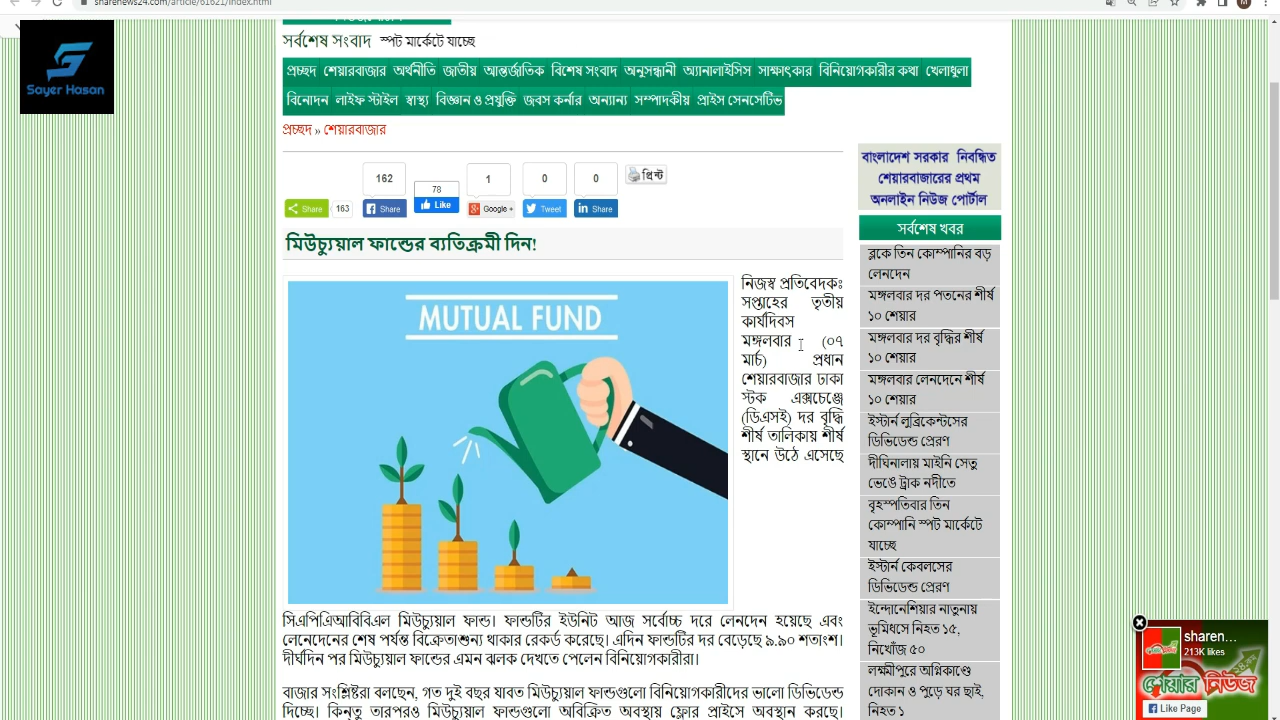 sharenews24.com/article/61621/index.html
Sayer Hasan
সর্বশেষ সংবাদ স্পট মার্কেটে যাচ্ছে
প্রচ্ছদ শেয়ারবাজার অর্থনীতি জাতীয় আন্তর্জাতিক বিশেষ সংবাদ অনুসন্ধানী অ্যানালাইসিস সাক্ষাৎকার বিনিয়োগকারীর কথা খেলাধুলা
বিনোদন লাইফ স্টাইল স্বাস্থ্য বিজ্ঞান ও প্রযুক্তি জবস কর্নার অন্যান্য সম্পাদকীয় প্রাইস সেনসেটিভ
প্রচ্ছদ » শেয়ারবাজার
162
78
1
0
0
প্রিন্ট
Share 163
Share
Like
Google +
Tweet
Share
মিউচ্যুয়াল ফান্ডের ব্যতিক্রমী দিন!
MUTUAL FUND
নিজস্ব প্রতিবেদকঃ
সপ্তাহের তৃতীয়
কার্যদিবস
মঙ্গলবার (০৭
মার্চ) প্রধান
শেয়ারবাজার ঢাকা
স্টক এক্সচেঞ্জে
(ডিএসই) দর বৃদ্ধি
শীর্ষ তালিকায় শীর্ষ
স্থানে উঠে এসেছে
সিএপিএিআবিবিএল মিউচ্যুয়াল ফান্ড। ফান্ডটির ইউনিট আজ সর্বোচ্চ দরে লেনদেন হয়েছে এবং
লেনেদেনের শেষ পর্যন্ত বিক্রেতাশুন্য থাকার রেকর্ড করেছে। এদিন ফান্ডটির দর বেড়েছে ৯.৯০ শতাংশ।
দীর্ঘদিন পর মিউচ্যুয়াল ফান্ডের এমন ঝলক দেখতে পেলেন বিনিয়োগকারীরা।
বাজার সংশ্লিষ্টরা বলছেন, গত দুই বছর যাবত মিউচ্যুয়াল ফান্ডগুলো বিনিয়োগকারীদের ভালো ডিভিডেন্ড
দিচ্ছে। কিন্তু তারপরও মিউচ্যুয়াল ফান্ডগুলো অবিক্রিত অবস্থায় ফ্লোর প্রাইসে অবস্থান করছে।
বাংলাদেশ সরকার নিবন্ধিত
শেয়ারবাজারের প্রথম
অনলাইন নিউজ পোর্টাল
সর্বশেষ খবর
ব্লকে তিন কোম্পানির বড়
লেনদেন
মঙ্গলবার দর পতনের শীর্ষ
১০ শেয়ার
মঙ্গলবার দর বৃদ্ধির শীর্ষ
১০ শেয়ার
মঙ্গলবার লেনদেনে শীর্ষ
১০ শেয়ার
ইস্টার্ন লুব্রিকেন্টসের
ডিভিডেন্ড প্রেরণ
দীঘিনালায় মাইনি সেতু
ভেঙে ট্রাক নদীতে
বৃহস্পতিবার তিন
কোম্পানি স্পট মার্কেটে
যাচ্ছে
ইস্টার্ন কেবলসের
ডিভিডেন্ড প্রেরণ
ইন্দোনেশিয়ার নাতুনায়
ভূমিধসে নিহত ১৫,
নিখোঁজ ৫০
লক্ষ্মীপুরে অগ্নিকাণ্ডে
দোকান ও পুড়ে ঘর ছাই,
নিহত ১
sharen...
213K likes
শেয়ার নিউজ
Like Page